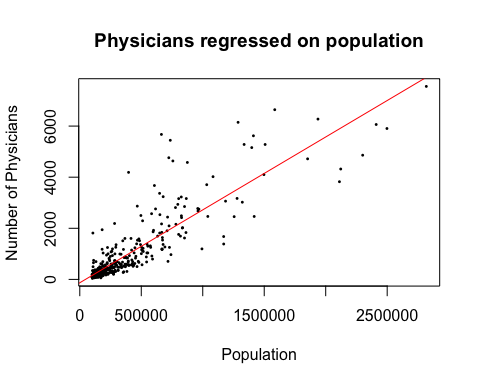 Physicians regressed on population
Number of Physicians
0 2000 4000 6000
0 500000 1500000 2500000
Population